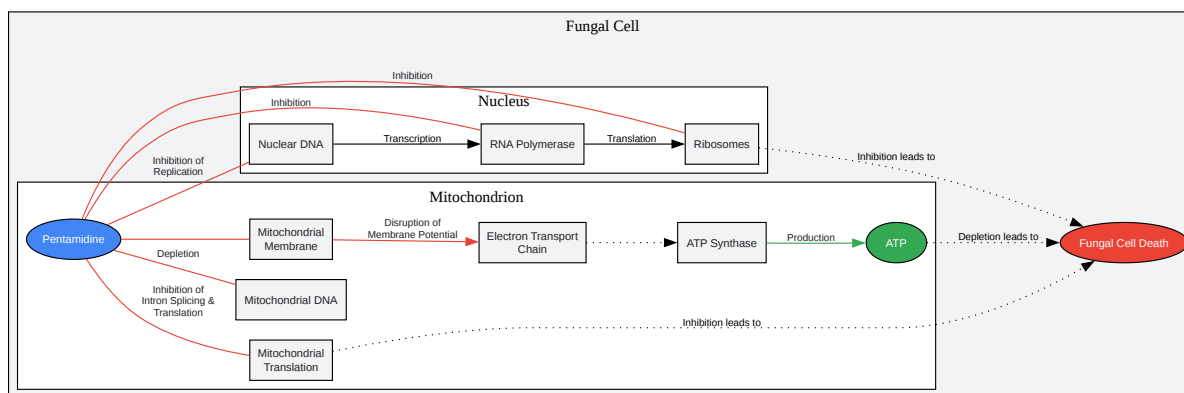 Fungal Cell
Inhibition
Nucleus
Inhibition
Nuclear DNA
Transcription
RNA Polymerase
Translation
Ribosomes
Inhibition leads to
Inhibition of
Replication
Mitochondrion
Pentamidine
Mitochondrial
Membrane
Disruption of
Membrane Potential
Electron Transport
Chain
ATP Synthase
Production
ATP
Depletion leads to
Fungal Cell Death
Depletion
Mitochondrial DNA
Inhibition of
Intron Splicing &
Translation
Inhibition leads to
Mitochondrial
Translation